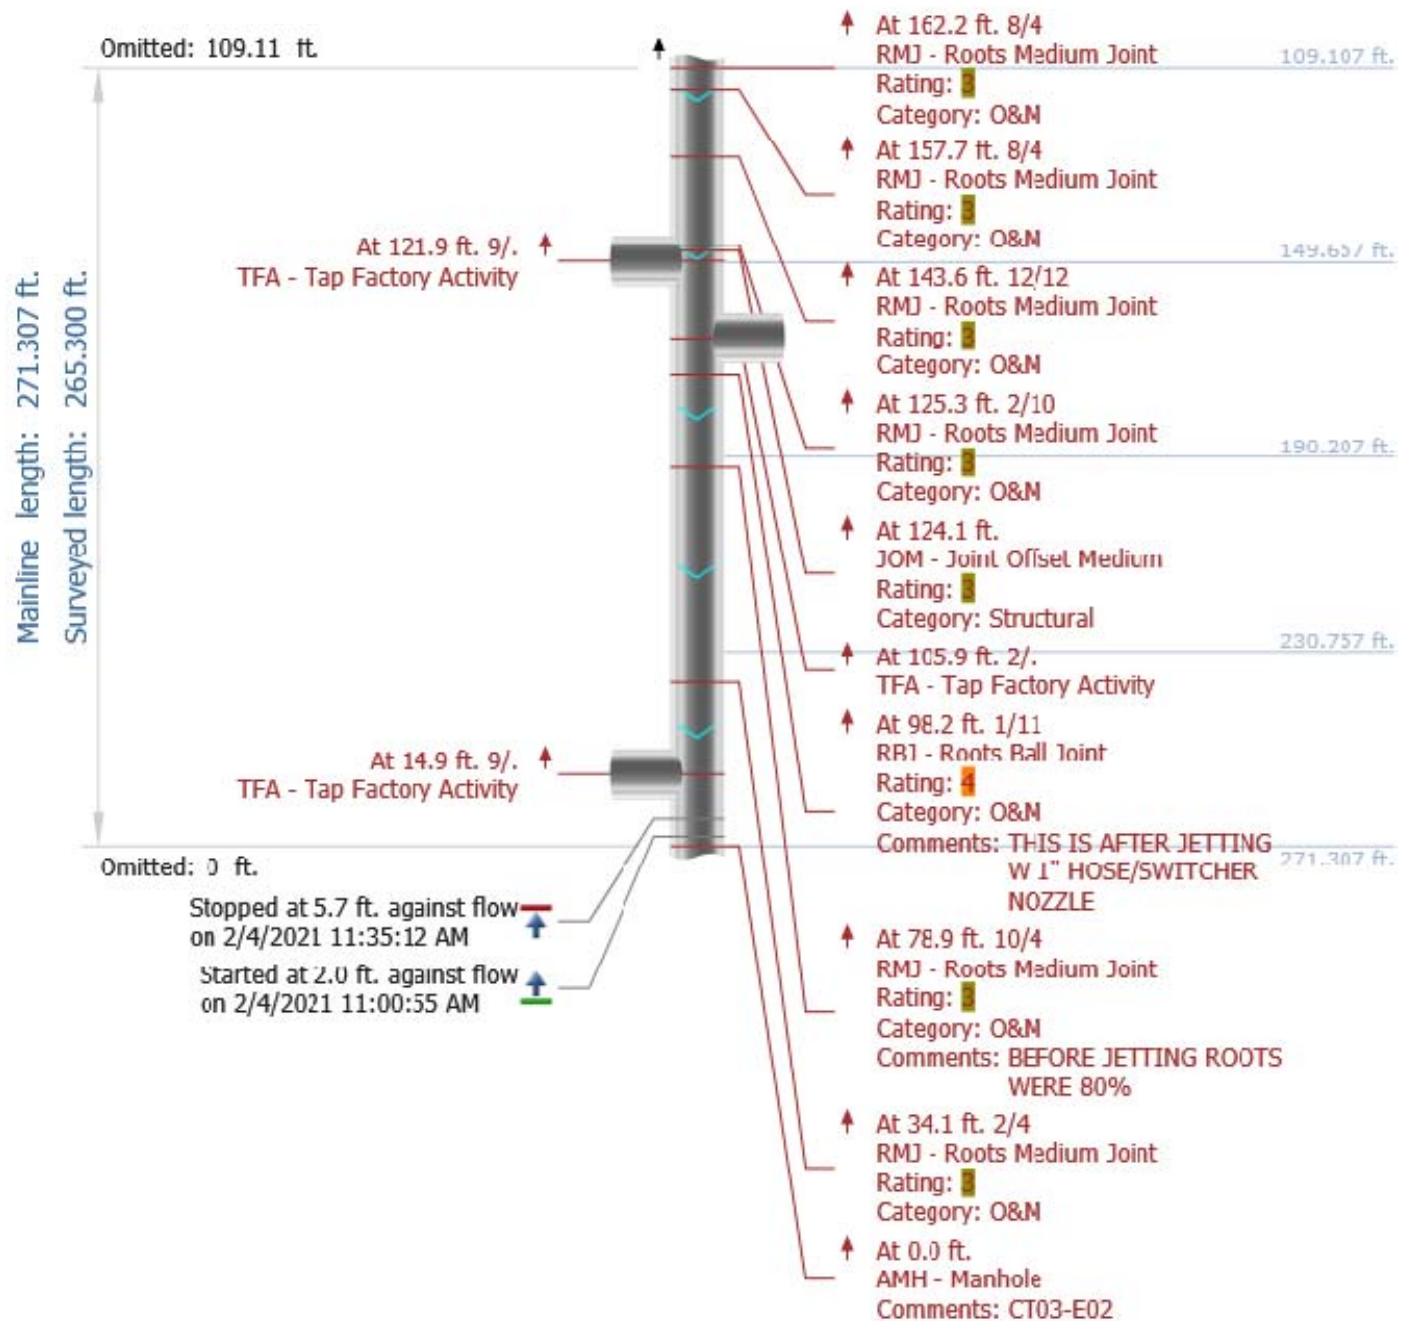 Omitted: 109.11 ft.
Mainline length: 271.307 ft.
Surveyed length: 265.300 ft.
At 121.9 ft. 9/.
TFA - Tap Factory Activity
At 14.9 ft. 9/.
TFA - Tap Factory Activity
Omitted: 0 ft.
Stopped at 5.7 ft. against flow
on 2/4/2021 11:35:12 AM
Started at 2.0 ft. against flow
on 2/4/2021 11:00:55 AM
At 162.2 ft. 8/4
RMJ - Roots Medium Joint
Rating: 3
Category: O&M
At 157.7 ft. 8/4
RMJ - Roots Medium Joint
Rating: 3
Category: O&M
At 143.6 ft. 12/12
RMJ - Roots Medium Joint
Rating: 3
Category: O&M
At 125.3 ft. 2/10
RMJ - Roots Medium Joint
Rating: 3
Category: O&M
At 124.1 ft.
JOM - Joint Offset Medium
Rating: 3
Category: Structural
At 105.9 ft. 2/.
TFA - Tap Factory Activity
At 98.2 ft. 1/11
RBJ - Roots Ball Joint
Rating: 4
Category: O&M
Comments: THIS IS AFTER JETTING
W 1" HOSE/SWITCHER
NOZZLE
At 78.9 ft. 10/4
RMJ - Roots Medium Joint
Rating: 3
Category: O&M
Comments: BEFORE JETTING ROOTS
WERE 80%
At 34.1 ft. 2/4
RMJ - Roots Medium Joint
Rating: 3
Category: O&M
At 0.0 ft.
AMH - Manhole
Comments: CT03-E02
109.107 ft.
149.657 ft.
190.207 ft.
230.757 ft.
271.307 ft.